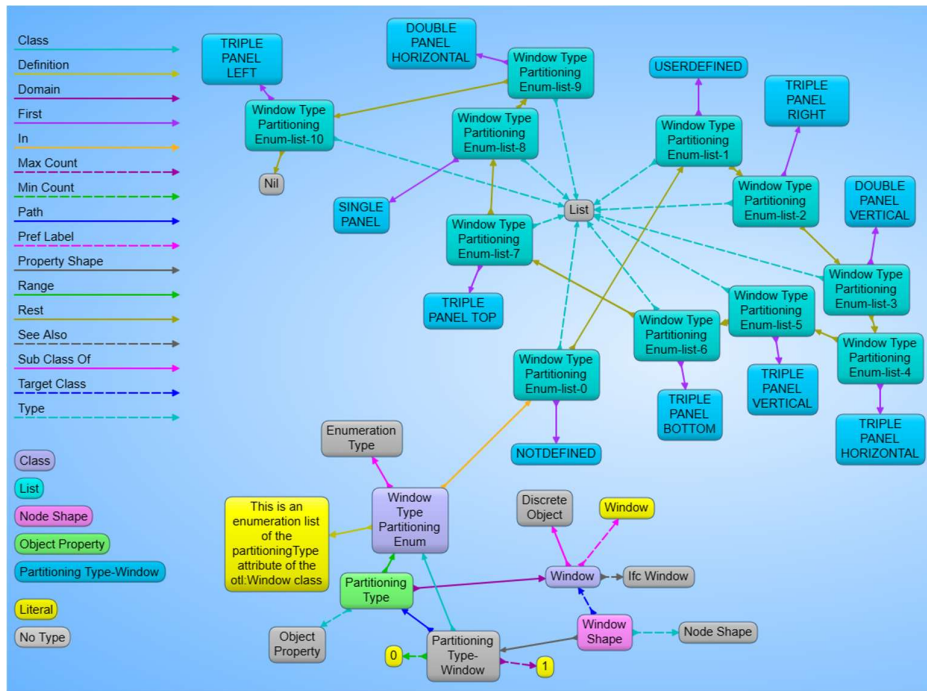 Class
Definition
Domain
First
In
Max Count
Min Count
Path
Pref Label
Property Shape
Range
Rest
See Also
Sub Class Of
Target Class
Type
Class
List
Node Shape
Object Property
Partitioning Type-Window
Literal
No Type
TRIPLE
PANEL
LEFT
DOUBLE
PANEL
HORIZONTAL
Window Type
Partitioning
Enum-list-9
USERDEFINED
TRIPLE
PANEL
RIGHT
Window Type
Partitioning
Enum-list-10
Window Type
Partitioning
Enum-list-8
Window Type
Partitioning
Enum-list-1
Nil
SINGLE
PANEL
List
Window Type
Partitioning
Enum-list-2
DOUBLE
PANEL
VERTICAL
Window Type
Partitioning
Enum-list-7
Window Type
Partitioning
Enum-list-3
TRIPLE
PANEL TOP
Window Type
Partitioning
Enum-list-6
Window Type
Partitioning
Enum-list-5
Window Type
Partitioning
Enum-list-4
Window Type
Partitioning
Enum-list-0
TRIPLE
PANEL
BOTTOM
TRIPLE
PANEL
VERTICAL
TRIPLE
PANEL
HORIZONTAL
NOTDEFINED
Enumeration
Type
This is an
enumeration list
of the
partitioningType
attribute of the
otl:Window class
Window
Type
Partitioning
Enum
Discrete
Object
Window
Partitioning
Type
Window
Ifc Window
Object
Property
0
Partitioning
Type-
Window
1
Window
Shape
Node Shape